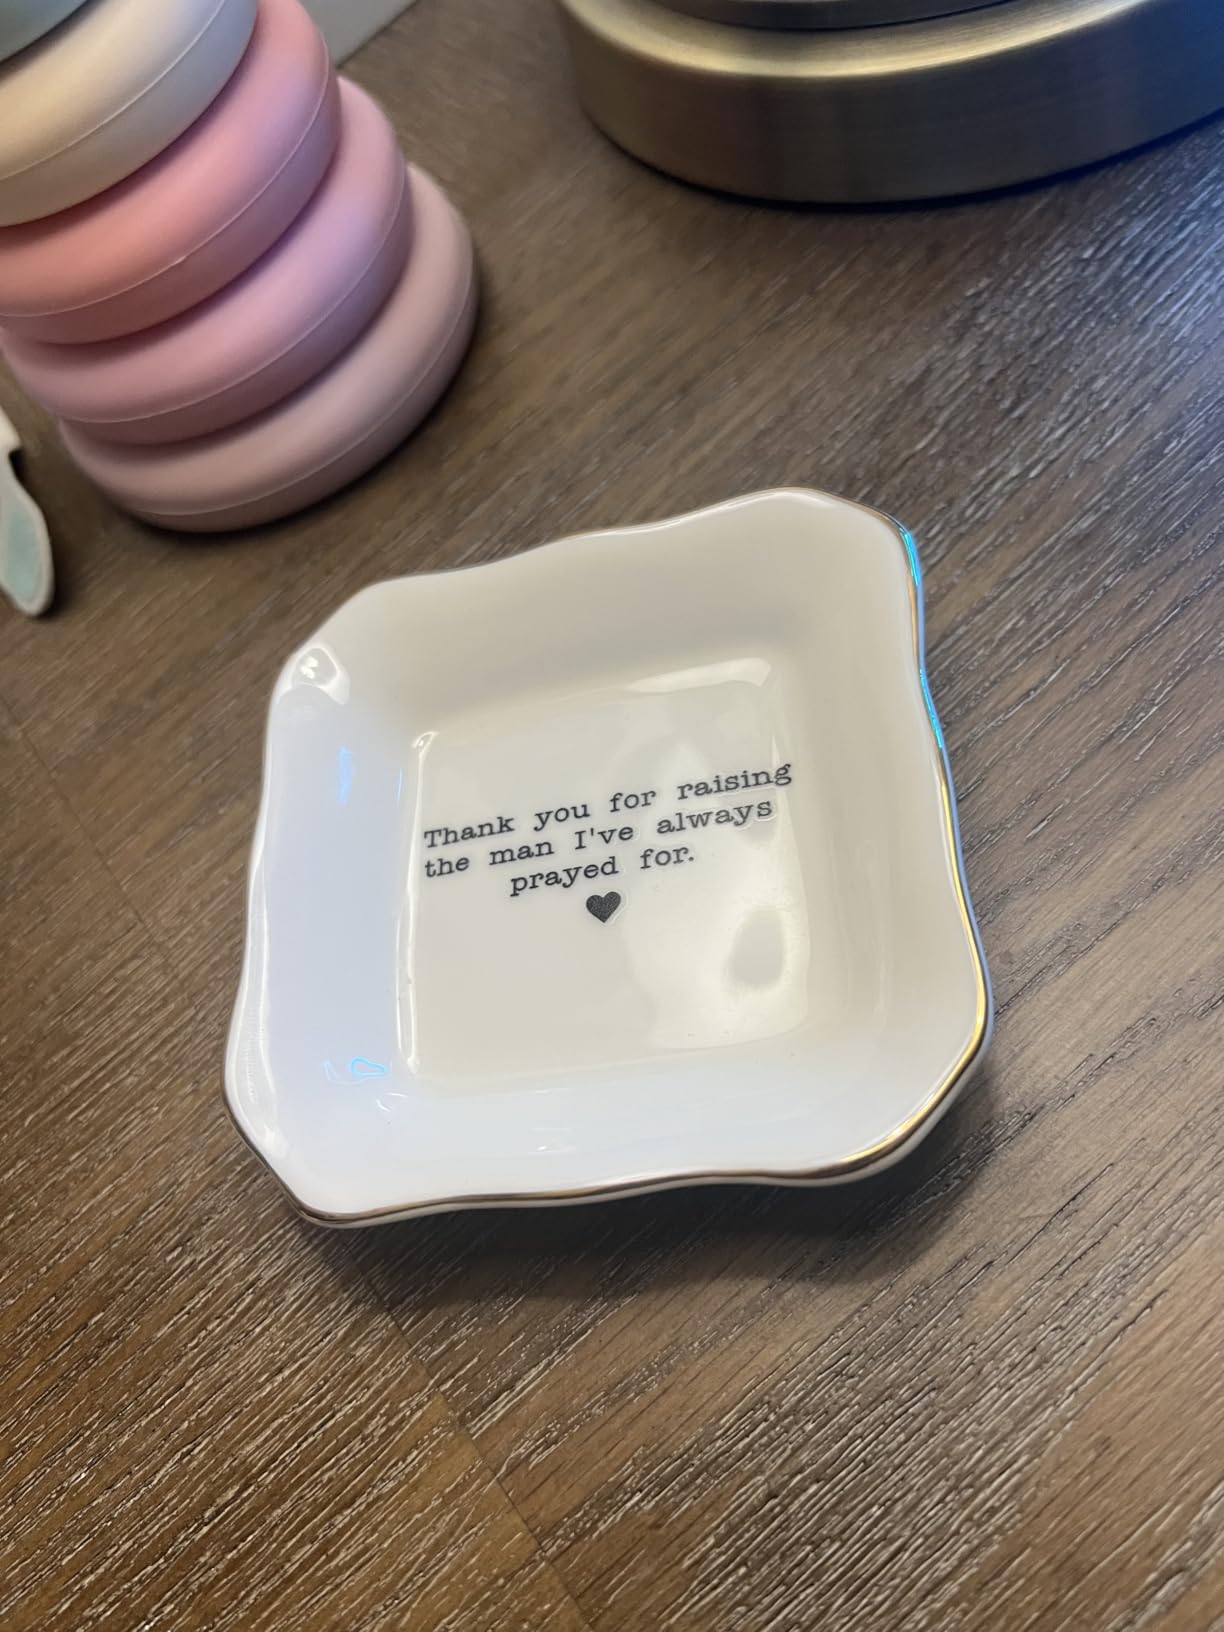 Thank you for raising
the man I've always
prayed for.